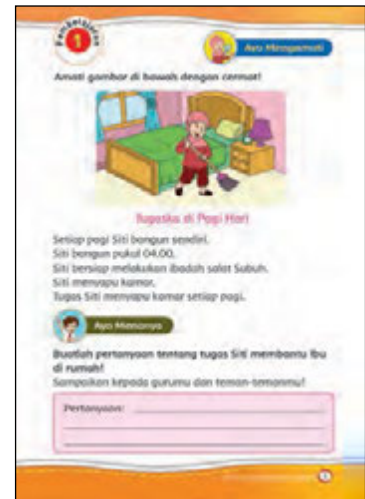 Pembelajaran
1
Ayo Mengamati
Amati gambar di bawah dengan cermat!
Tugasku di Pagi Hari
Setiap pagi Siti bangun sendiri.
Siti bangun pukul 04.00.
Siti bersiap melakukan ibadah salat Subuh.
Siti menyapu kamar.
Tugas Siti menyapu kamar setiap pagi.
Ayo Menanya
Buatlah pertanyaan tentang tugas Siti membantu Ibu
di rumah!
Sampaikan kepada gurumu dan teman-temanmu!
Pertanyaan: